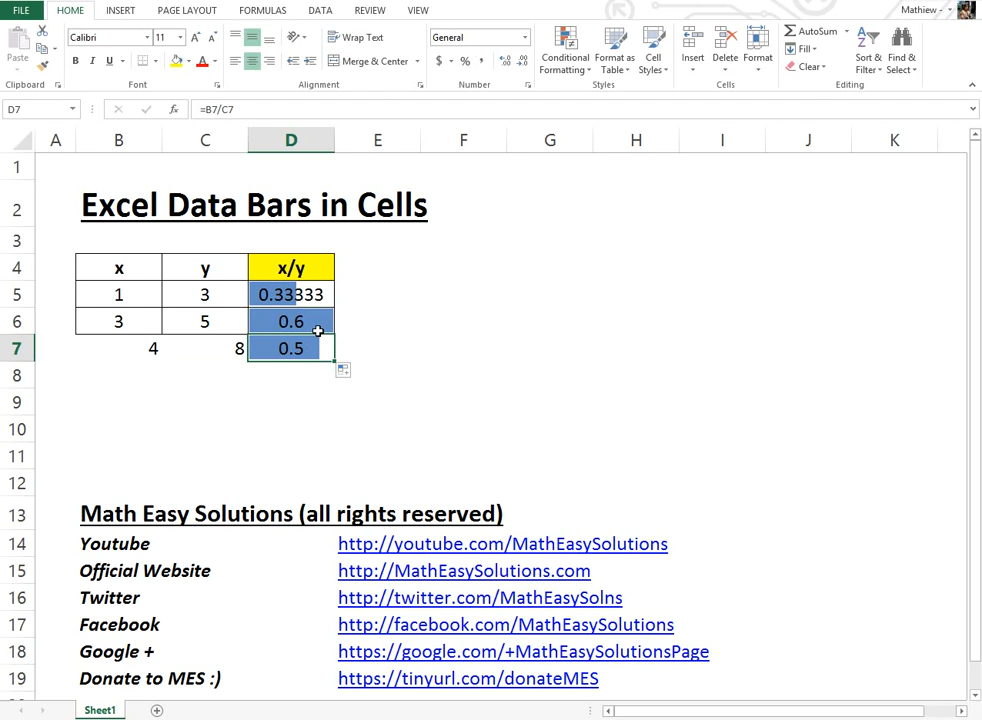 FILE HOME INSERT PAGE LAYOUT FORMULAS DATA REVIEW VIEW Mathiew -
Paste Calibri 11 A A Wrap Text General Conditional Formatting Format as Table Cell Styles Insert Delete Format AutoSum Fill Clear Sort & Filter Find & Select
B I U A Merge & Center $ % , .0 .00 .00 .0
Clipboard Font Alignment Number Styles Cells Editing
D7 fx =B7/C7
A B C D E F G H I J K
1
2 Excel Data Bars in Cells
3
4 x y x/y
5 1 3 0.33333
6 3 5 0.6
7 4 8 0.5
8
9
10
11
12
13 Math Easy Solutions (all rights reserved)
14 Youtube http://youtube.com/MathEasySolutions
15 Official Website http://MathEasySolutions.com
16 Twitter http://twitter.com/MathEasySolns
17 Facebook http://facebook.com/MathEasySolutions
18 Google + https://google.com/+MathEasySolutionsPage
19 Donate to MES :) https://tinyurl.com/donateMES
Sheet1